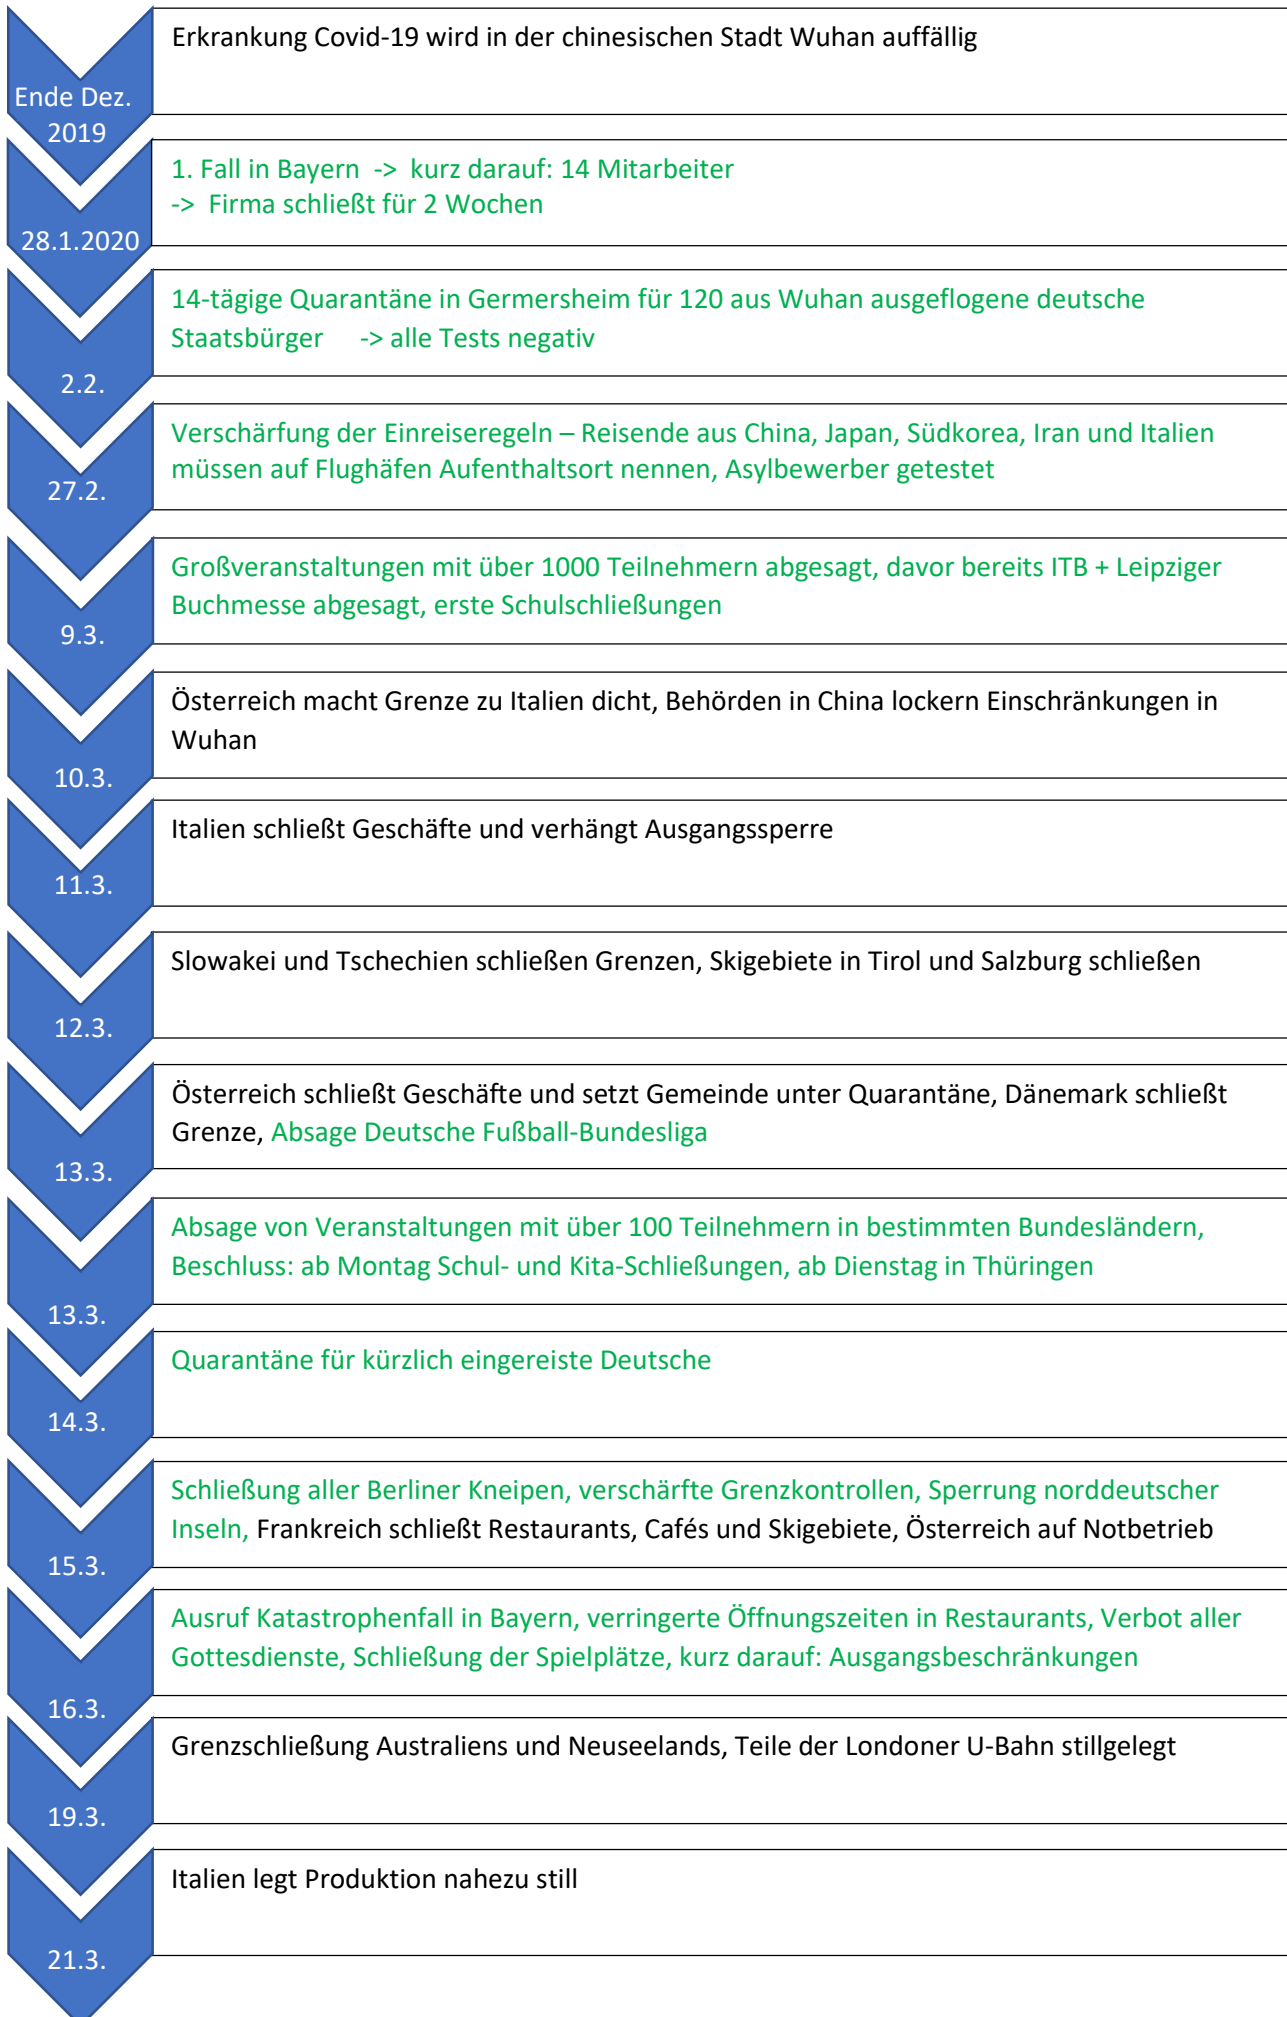 Erkrankung Covid-19 wird in der chinesischen Stadt Wuhan auffällig
Ende Dez.
2019
1. Fall in Bayern -> kurz darauf: 14 Mitarbeiter
-> Firma schließt für 2 Wochen
28.1.2020
14-tägige Quarantäne in Germersheim für 120 aus Wuhan ausgeflogene deutsche
Staatsbürger -> alle Tests negativ
2.2.
Verschärfung der Einreiseregeln – Reisende aus China, Japan, Südkorea, Iran und Italien
müssen auf Flughäfen Aufenthaltsort nennen, Asylbewerber getestet
27.2.
Großveranstaltungen mit über 1000 Teilnehmern abgesagt, davor bereits ITB + Leipziger
Buchmesse abgesagt, erste Schulschließungen
9.3.
Österreich macht Grenze zu Italien dicht, Behörden in China lockern Einschränkungen in
Wuhan
10.3.
Italien schließt Geschäfte und verhängt Ausgangssperre
11.3.
Slowakei und Tschechien schließen Grenzen, Skigebiete in Tirol und Salzburg schließen
12.3.
Österreich schließt Geschäfte und setzt Gemeinde unter Quarantäne, Dänemark schließt
Grenze, Absage Deutsche Fußball-Bundesliga
13.3.
Absage von Veranstaltungen mit über 100 Teilnehmern in bestimmten Bundesländern,
Beschluss: ab Montag Schul- und Kita-Schließungen, ab Dienstag in Thüringen
13.3.
Quarantäne für kürzlich eingereiste Deutsche
14.3.
Schließung aller Berliner Kneipen, verschärfte Grenzkontrollen, Sperrung norddeutscher
Inseln, Frankreich schließt Restaurants, Cafés und Skigebiete, Österreich auf Notbetrieb
15.3.
Ausruf Katastrophenfall in Bayern, verringerte Öffnungszeiten in Restaurants, Verbot aller
Gottesdienste, Schließung der Spielplätze, kurz darauf: Ausgangsbeschränkungen
16.3.
Grenzschließung Australiens und Neuseelands, Teile der Londoner U-Bahn stillgelegt
19.3.
Italien legt Produktion nahezu still
21.3.